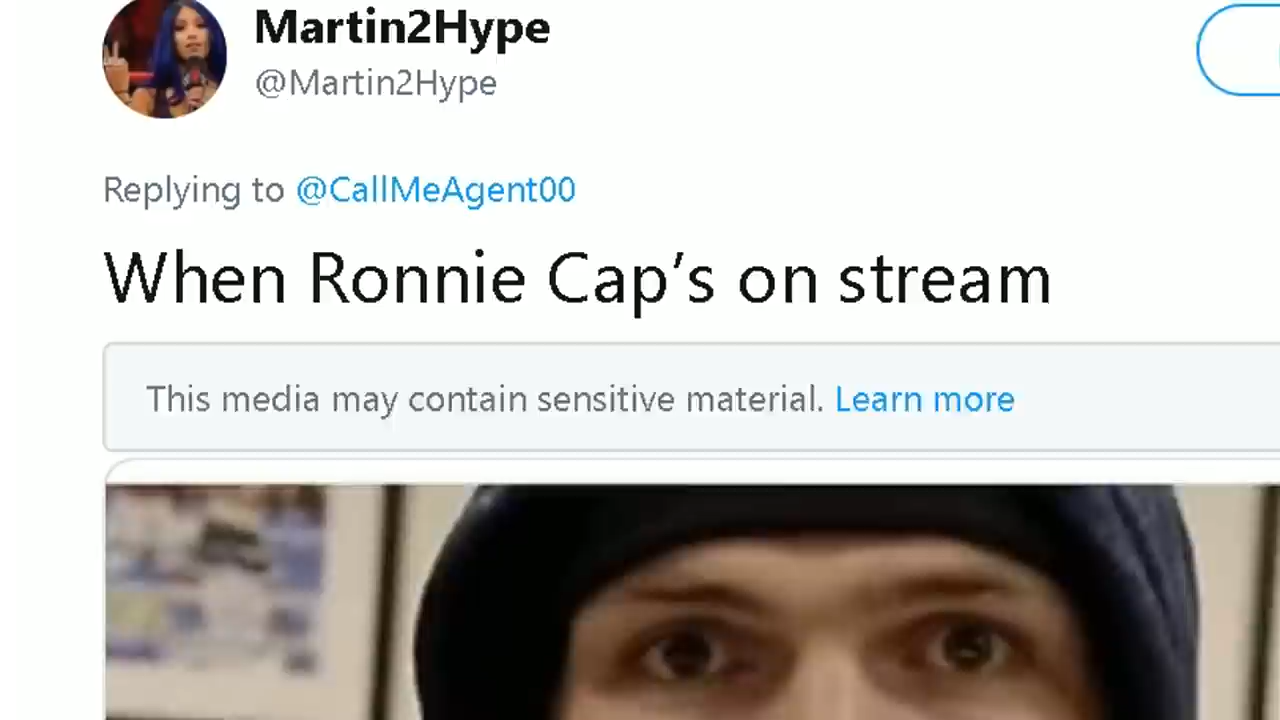 Martin2Hype
@Martin2Hype
Replying to @CallMeAgent00
When Ronnie Cap’s on stream
This media may contain sensitive material. Learn more